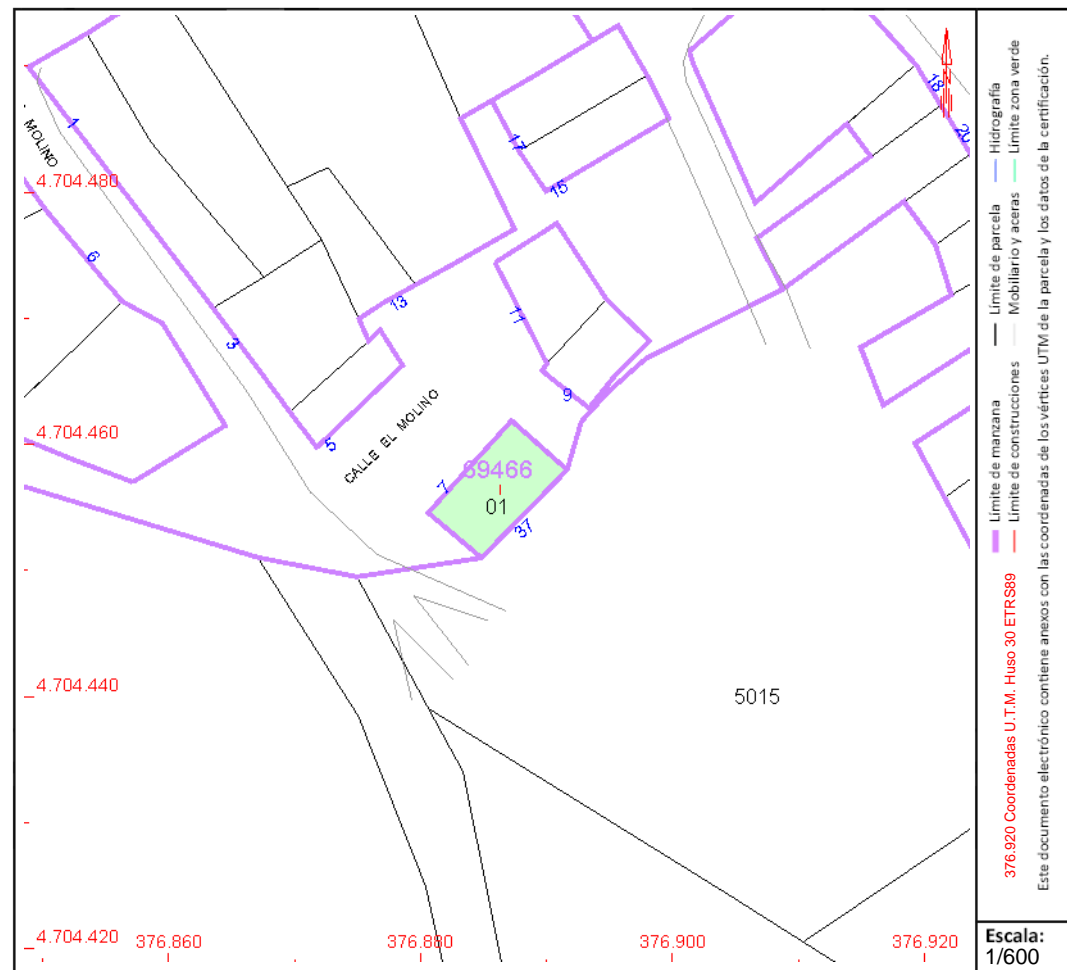 1
MOLINO
6
3
5
13
17
15
11
9
18
20
CALLE EL MOLINO
7
69466
01
37
5015
4.704.480
4.704.460
4.704.440
4.704.420
376.860
376.880
376.900
376.920
Límite de manzana
Límite de parcela
Hidrografía
Límite de construcciones
Mobiliario y aceras
Límite zona verde
376.920 Coordenadas U.T.M. Huso 30 ETRS89
Este documento electrónico contiene anexos con las coordenadas de los vértices UTM de la parcela y los datos de la certificación.
Escala:
1/600